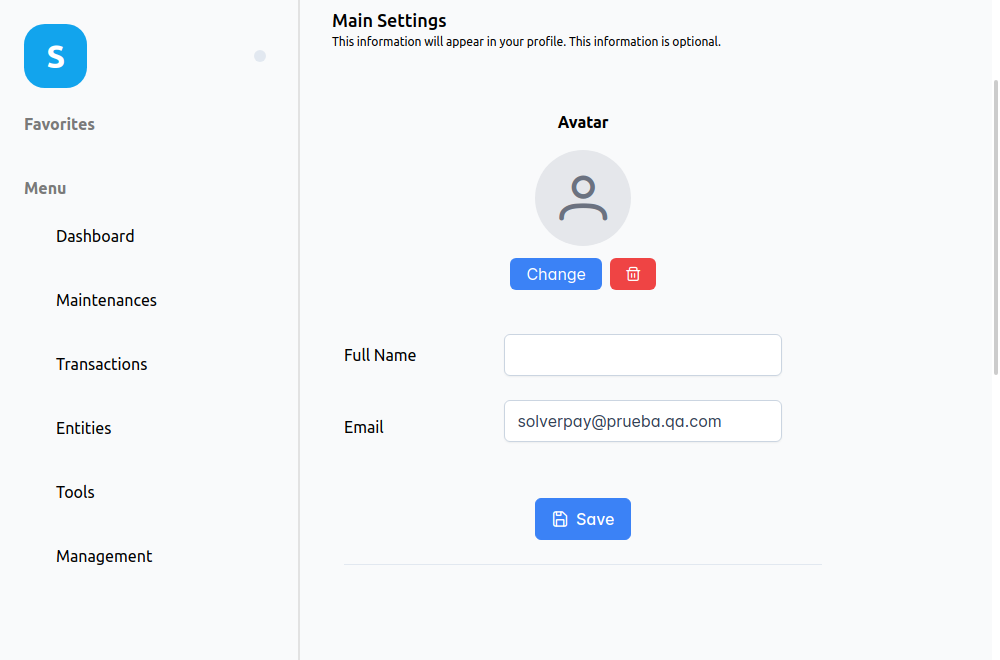 S
Favorites
Menu
Dashboard
Maintenances
Transactions
Entities
Tools
Management
Main Settings
This information will appear in your profile. This information is optional.
Avatar
Change
Full Name
Email
solverpay@prueba.qa.com
Save